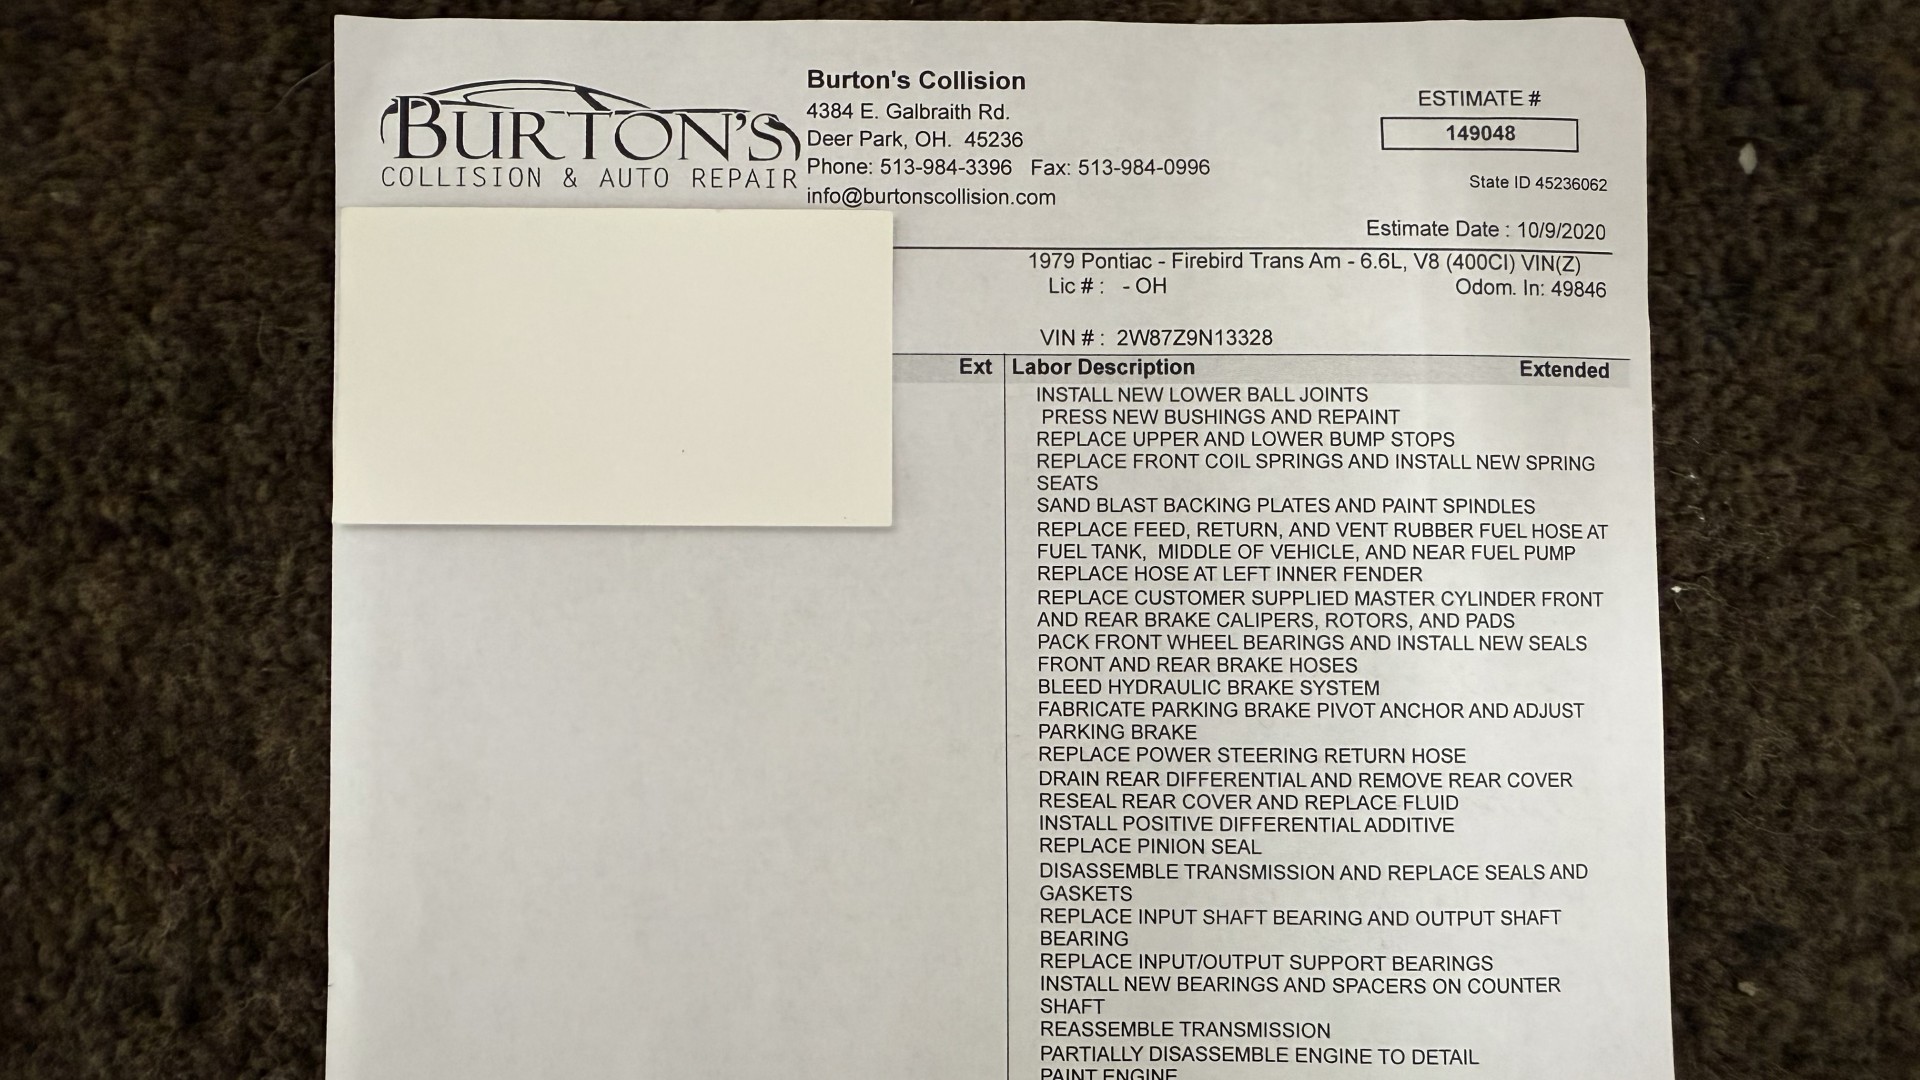 BURTON'S
COLLISION & AUTO REPAIR
Burton's Collision
4384 E. Galbraith Rd.
Deer Park, OH.  45236
Phone: 513-984-3396   Fax: 513-984-0996
info@burtonscollision.com
ESTIMATE #
149048
State ID 45236062
Estimate Date : 10/9/2020
1979 Pontiac - Firebird Trans Am - 6.6L, V8 (400CI) VIN(Z)
Lic # :   - OH
Odom. In: 49846
VIN # :  2W87Z9N13328
Ext
Labor Description
Extended
INSTALL NEW LOWER BALL JOINTS
PRESS NEW BUSHINGS AND REPAINT
REPLACE UPPER AND LOWER BUMP STOPS
REPLACE FRONT COIL SPRINGS AND INSTALL NEW SPRING
SEATS
SAND BLAST BACKING PLATES AND PAINT SPINDLES
REPLACE FEED, RETURN, AND VENT RUBBER FUEL HOSE AT
FUEL TANK,  MIDDLE OF VEHICLE, AND NEAR FUEL PUMP
REPLACE HOSE AT LEFT INNER FENDER
REPLACE CUSTOMER SUPPLIED MASTER CYLINDER FRONT
AND REAR BRAKE CALIPERS, ROTORS, AND PADS
PACK FRONT WHEEL BEARINGS AND INSTALL NEW SEALS
FRONT AND REAR BRAKE HOSES
BLEED HYDRAULIC BRAKE SYSTEM
FABRICATE PARKING BRAKE PIVOT ANCHOR AND ADJUST
PARKING BRAKE
REPLACE POWER STEERING RETURN HOSE
DRAIN REAR DIFFERENTIAL AND REMOVE REAR COVER
RESEAL REAR COVER AND REPLACE FLUID
INSTALL POSITIVE DIFFERENTIAL ADDITIVE
REPLACE PINION SEAL
DISASSEMBLE TRANSMISSION AND REPLACE SEALS AND
GASKETS
REPLACE INPUT SHAFT BEARING AND OUTPUT SHAFT
BEARING
REPLACE INPUT/OUTPUT SUPPORT BEARINGS
INSTALL NEW BEARINGS AND SPACERS ON COUNTER
SHAFT
REASSEMBLE TRANSMISSION
PARTIALLY DISASSEMBLE ENGINE TO DETAIL
PAINT ENGINE